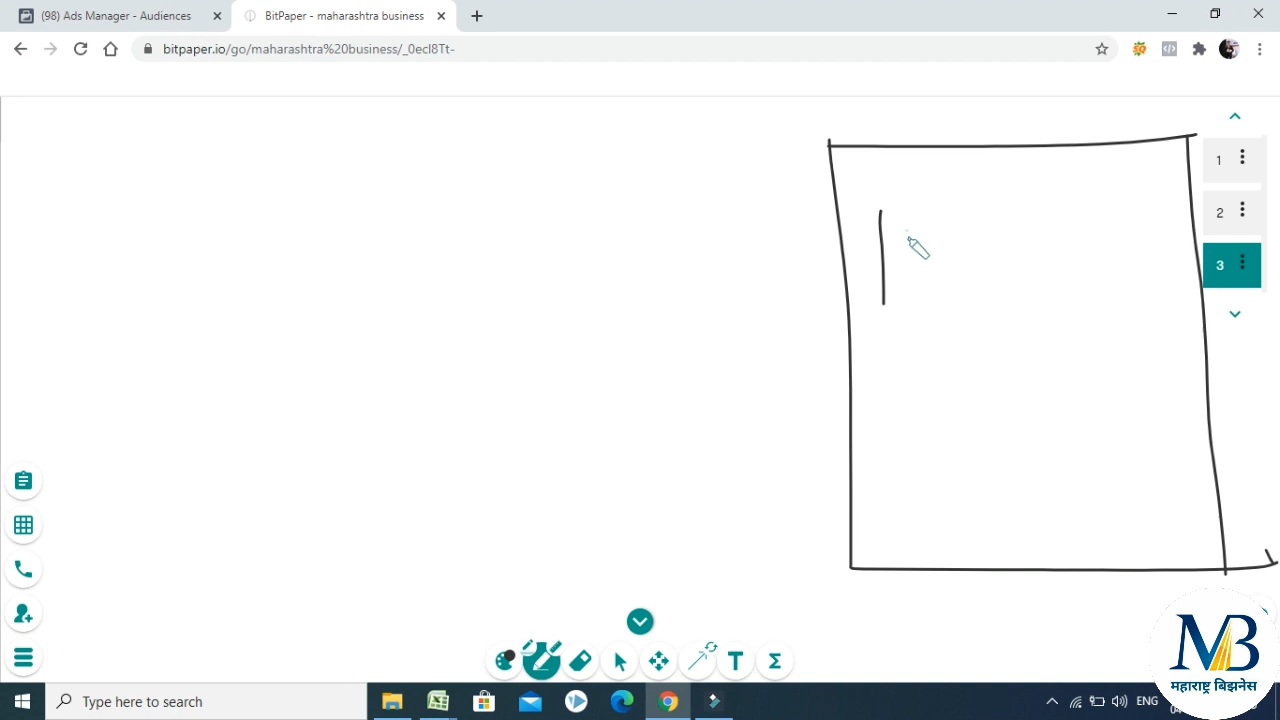 (98) Ads Manager - Audiences
BitPaper - maharashtra business
bitpaper.io/go/maharashtra%20business/_0ecl8Tt-
1
2
3
T
Σ
MB
महाराष्ट्र बिझनेस
Type here to search
ENG